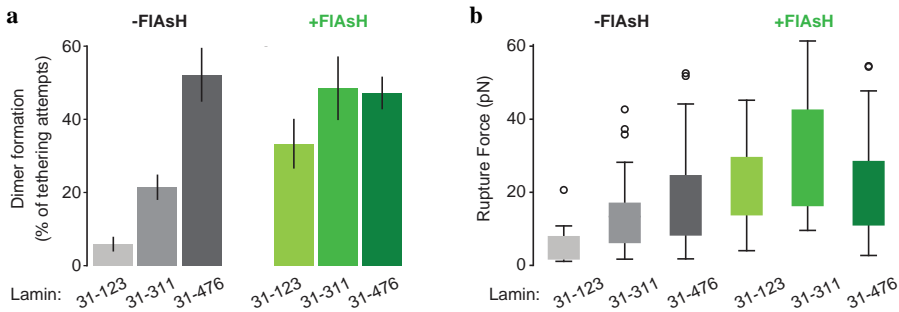 a
-FlAsH
+FlAsH
Dimer formation
(% of tethering attempts)
60
40
20
0
Lamin:
31-123
31-311
31-476
31-123
31-311
31-476
b
-FlAsH
+FlAsH
Rupture Force (pN)
60
40
20
0
Lamin:
31-123
31-311
31-476
31-123
31-311
31-476